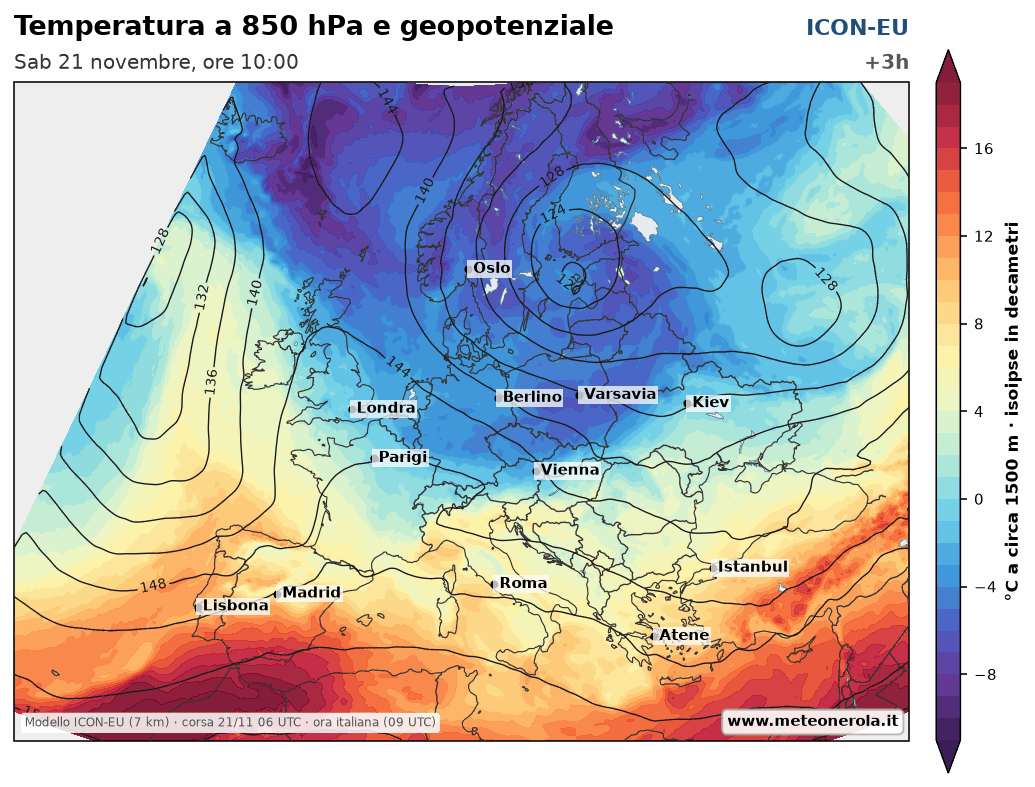 Temperatura a 850 hPa e geopotenziale
ICON-EU
Sab 21 novembre, ore 10:00
+3h
144
140
128
124
128
132
140
Oslo
120
128
16
12
8
4
0
−4
−8
°C a circa 1500 m · Isoipse in decametri
136
144
Berlino
Varsavia
Kiev
Londra
Parigi
Vienna
148
Madrid
Lisbona
Roma
Istanbul
Atene
Modello ICON-EU (7 km) · corsa 21/11 06 UTC · ora italiana (09 UTC)
www.meteonerola.it